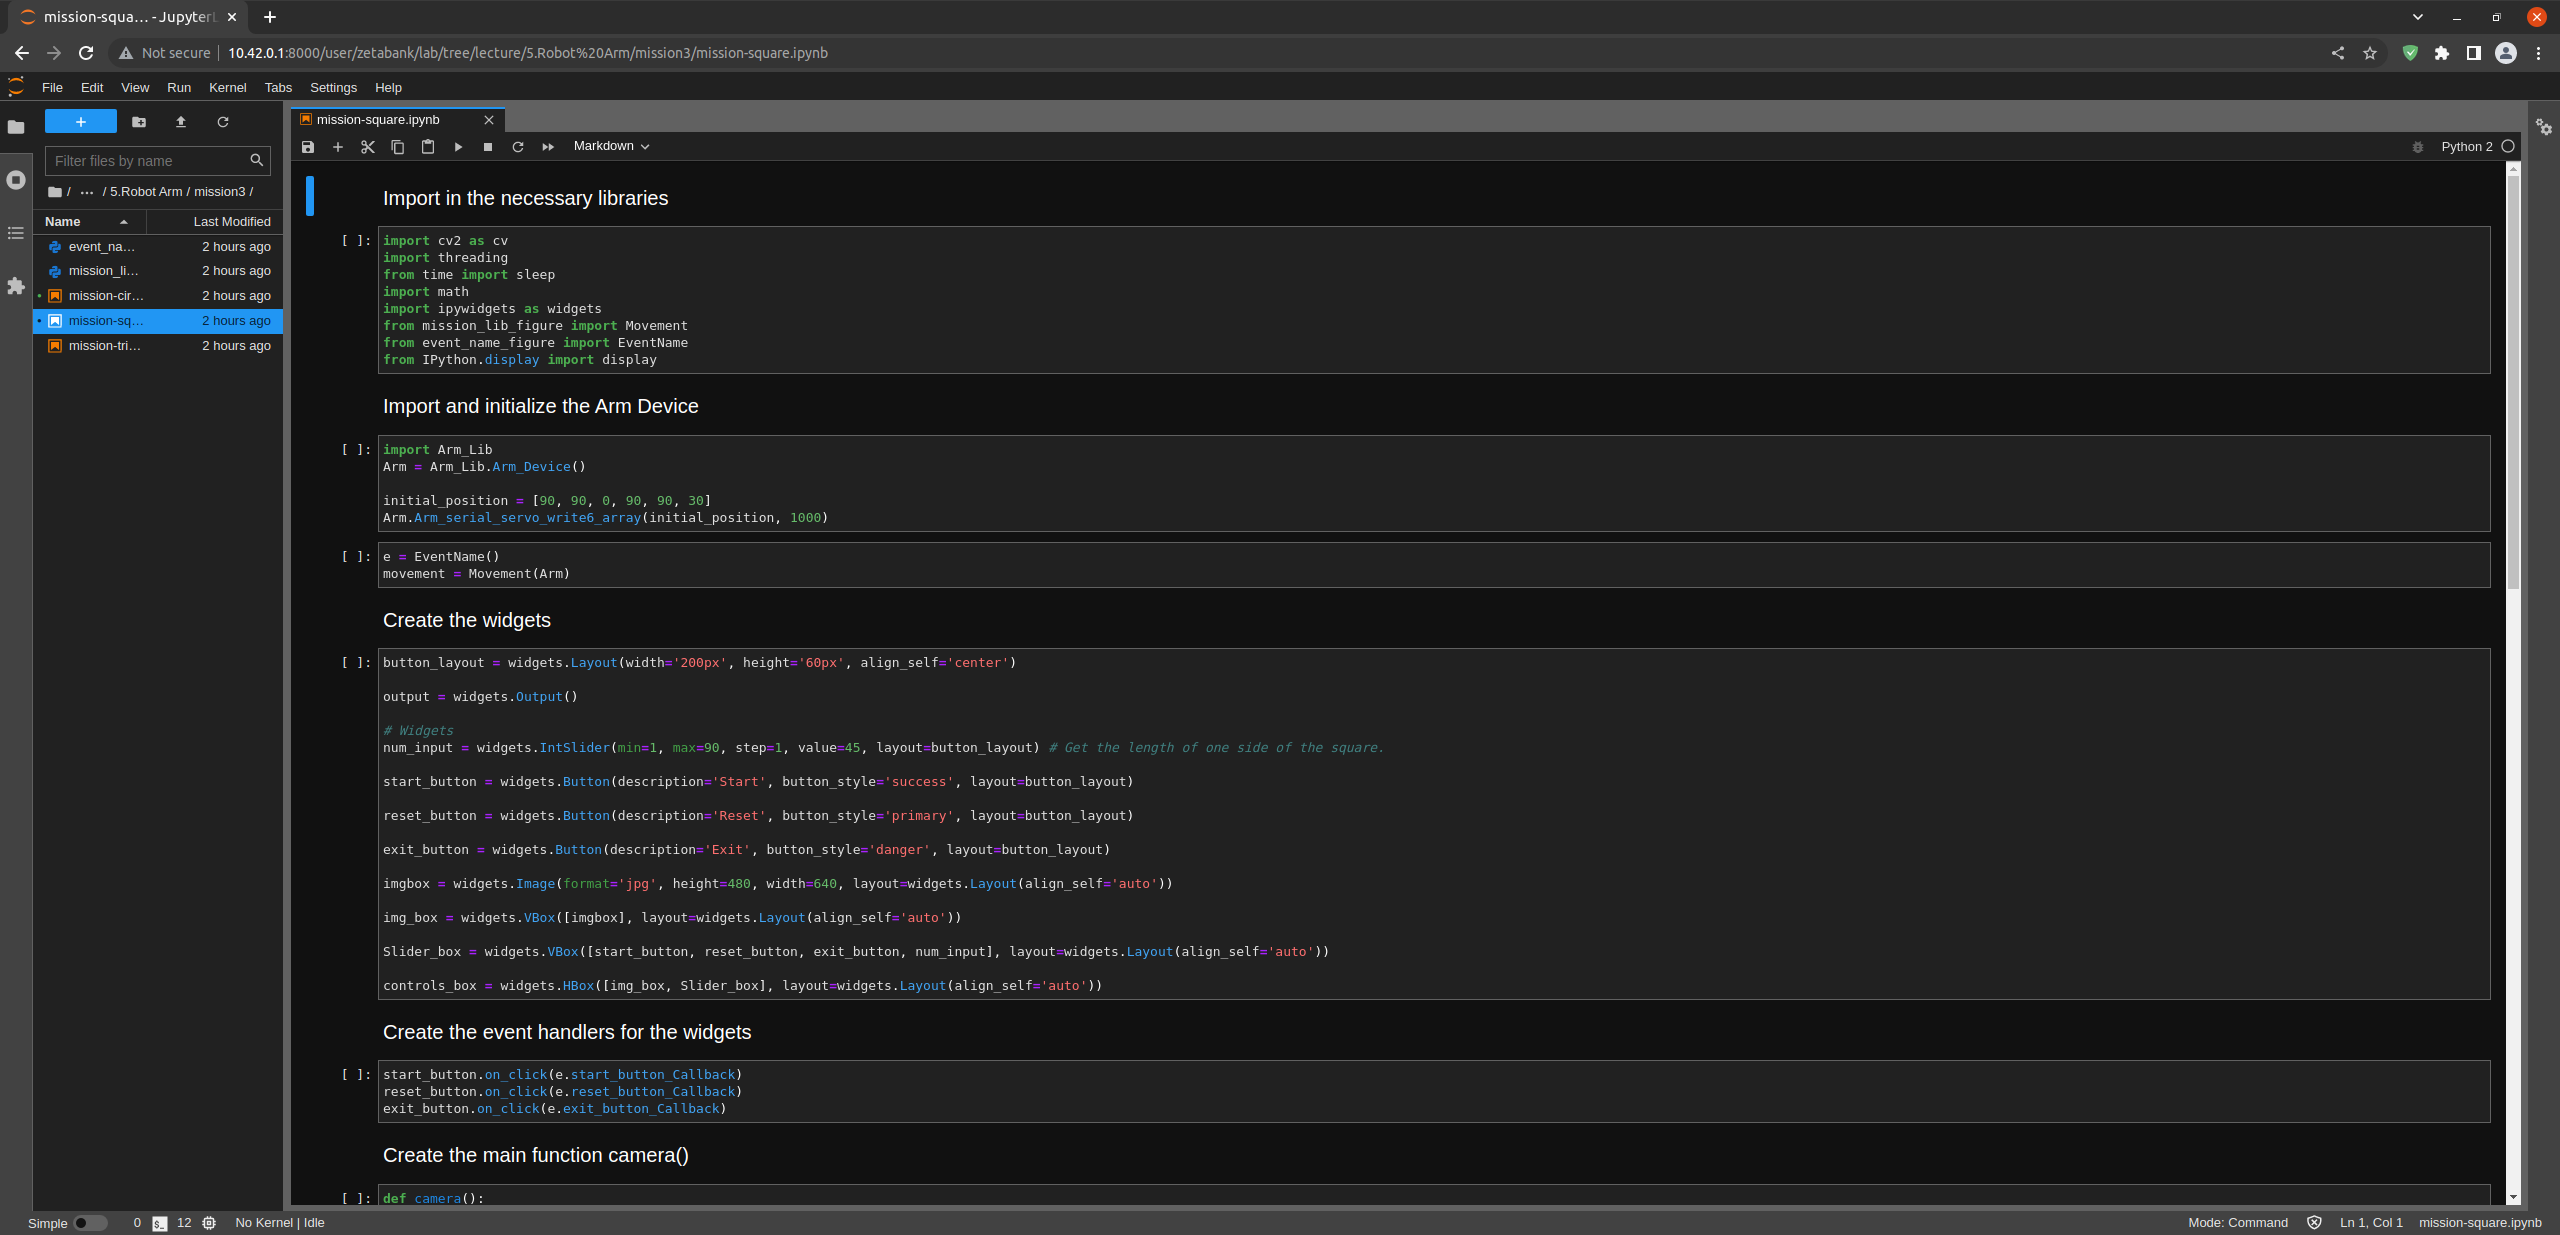 mission-squa… - JupyterL
Not secure
10.42.0.1:8000/user/zetabank/lab/tree/lecture/5.Robot%20Arm/mission3/mission-square.ipynb
File Edit View Run Kernel Tabs Settings Help
Filter files by name
/ ••• / 5.Robot Arm / mission3 /
Name Last Modified
event_na… 2 hours ago
mission_li… 2 hours ago
mission-cir… 2 hours ago
mission-sq… 2 hours ago
mission-tri… 2 hours ago
mission-square.ipynb
Markdown
Python 2
Import in the necessary libraries
[ ]: import cv2 as cv
import threading
from time import sleep
import math
import ipywidgets as widgets
from mission_lib_figure import Movement
from event_name_figure import EventName
from IPython.display import display
Import and initialize the Arm Device
[ ]: import Arm_Lib
Arm = Arm_Lib.Arm_Device()
initial_position = [90, 90, 0, 90, 90, 30]
Arm.Arm_serial_servo_write6_array(initial_position, 1000)
[ ]: e = EventName()
movement = Movement(Arm)
Create the widgets
[ ]: button_layout = widgets.Layout(width='200px', height='60px', align_self='center')
output = widgets.Output()
# Widgets
num_input = widgets.IntSlider(min=1, max=90, step=1, value=45, layout=button_layout) # Get the length of one side of the square.
start_button = widgets.Button(description='Start', button_style='success', layout=button_layout)
reset_button = widgets.Button(description='Reset', button_style='primary', layout=button_layout)
exit_button = widgets.Button(description='Exit', button_style='danger', layout=button_layout)
imgbox = widgets.Image(format='jpg', height=480, width=640, layout=widgets.Layout(align_self='auto'))
img_box = widgets.VBox([imgbox], layout=widgets.Layout(align_self='auto'))
Slider_box = widgets.VBox([start_button, reset_button, exit_button, num_input], layout=widgets.Layout(align_self='auto'))
controls_box = widgets.HBox([img_box, Slider_box], layout=widgets.Layout(align_self='auto'))
Create the event handlers for the widgets
[ ]: start_button.on_click(e.start_button_Callback)
reset_button.on_click(e.reset_button_Callback)
exit_button.on_click(e.exit_button_Callback)
Create the main function camera()
[ ]: def camera():
Simple 0 12 No Kernel | Idle Mode: Command Ln 1, Col 1 mission-square.ipynb